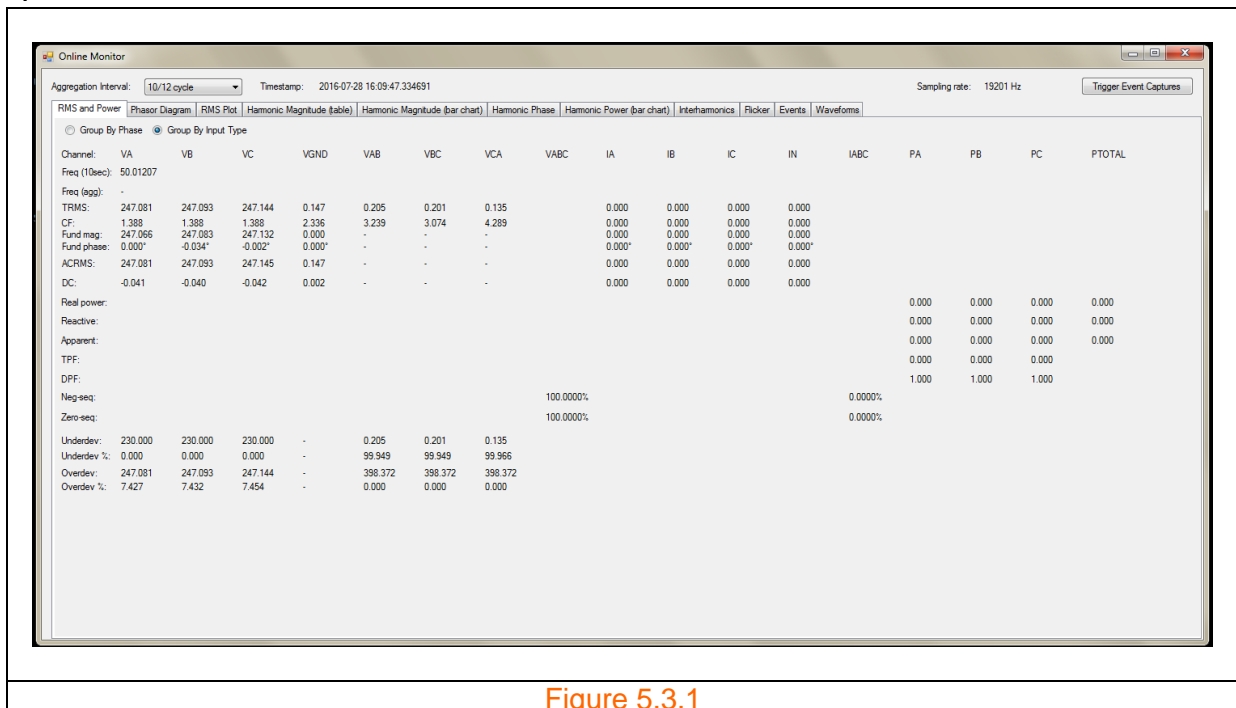 Online Monitor
Aggregation Interval: 10/12 cycle Timestamp: 2016-07-28 16:09:47.334691 Sampling rate: 19201 Hz Trigger Event Captures
RMS and Power Phasor Diagram RMS Plot Harmonic Magnitude (table) Harmonic Magnitude (bar chart) Harmonic Phase Harmonic Power (bar chart) Interharmonics Flicker Events Waveforms
Group By Phase Group By Input Type
Channel: VA VB VC VGND VAB VBC VCA VABC IA IB IC IN IABC PA PB PC PTOTAL
Freq (10sec): 50.01207
Freq (agg): -
TRMS: 247.081 247.093 247.144 0.147 0.205 0.201 0.135 0.000 0.000 0.000 0.000
CF: 1.388 1.388 1.388 2.336 3.239 3.074 4.289 0.000 0.000 0.000 0.000
Fund mag: 247.066 247.083 247.132 0.000 - - - 0.000 0.000 0.000 0.000
Fund phase: 0.000° -0.034° -0.002° 0.000° - - - 0.000° 0.000° 0.000° 0.000°
ACRMS: 247.081 247.093 247.145 0.147 - - - 0.000 0.000 0.000 0.000
DC: -0.041 -0.040 -0.042 0.002 - - - 0.000 0.000 0.000 0.000
Real power: 0.000 0.000 0.000 0.000
Reactive: 0.000 0.000 0.000 0.000
Apparent: 0.000 0.000 0.000 0.000
TPF: 0.000 0.000 0.000
DPF: 1.000 1.000 1.000
Neg-seq: 100.0000% 0.0000%
Zero-seq: 100.0000% 0.0000%
Underdev: 230.000 230.000 230.000 - 0.205 0.201 0.135
Underdev %: 0.000 0.000 0.000 - 99.949 99.949 99.966
Overdev: 247.081 247.093 247.144 - 398.372 398.372 398.372
Overdev %: 7.427 7.432 7.454 - 0.000 0.000 0.000
Figure 5.3.1